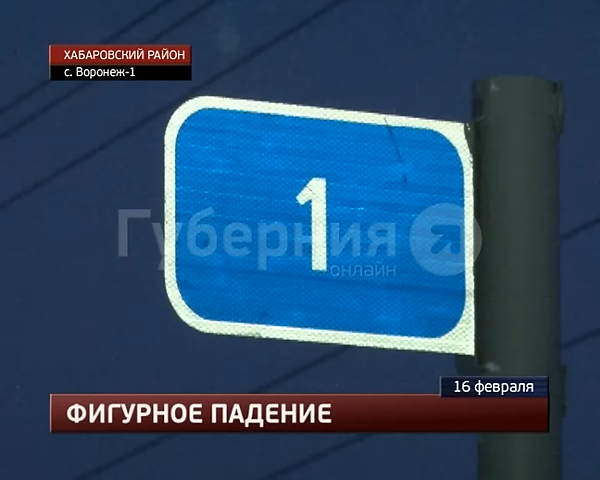 ХАБАРОВСКИЙ РАЙОН
с. Воронеж-1
1
Губерния
онлайн
16 февраля
ФИГУРНОЕ ПАДЕНИЕ